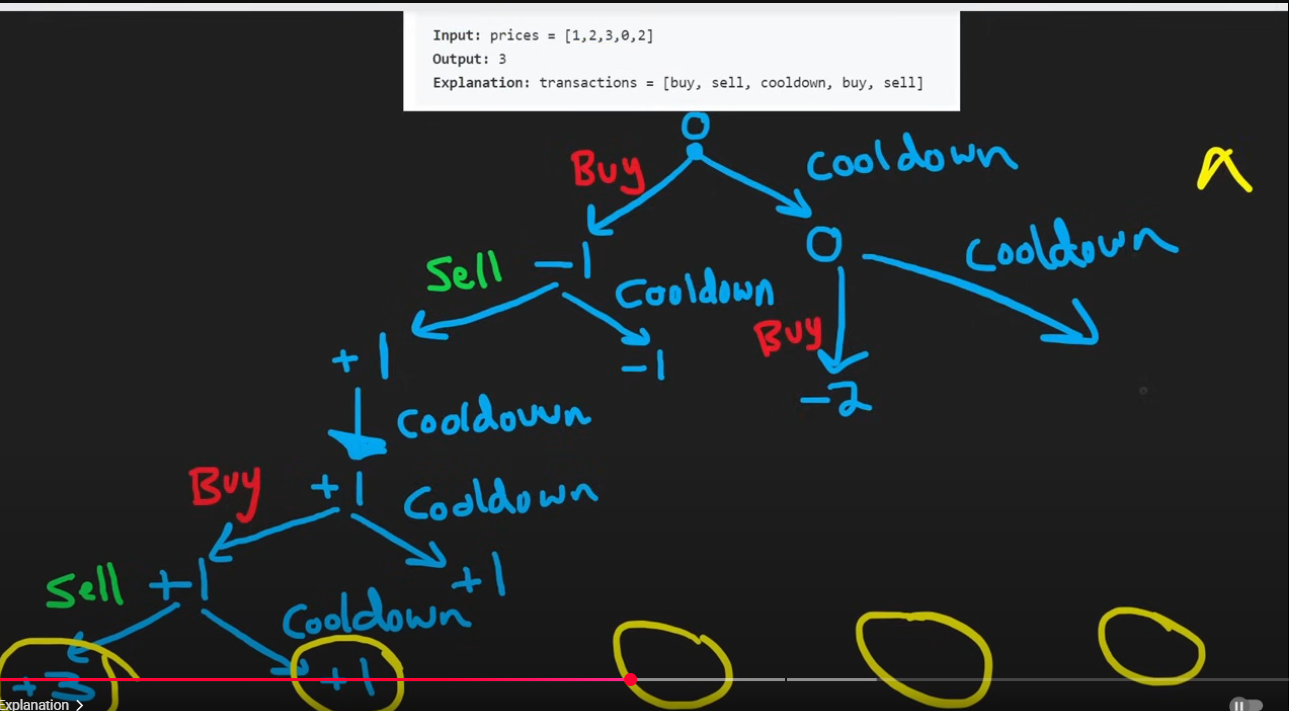 Input: prices = [1,2,3,0,2]
Output: 3
Explanation: transactions = [buy, sell, cooldown, buy, sell]
0
Buy
Cooldown
Sell
-1
Cooldown
0
Cooldown
+1
-1
Buy
-2
Cooldown
Buy
+1
Cooldown
Sell
+1
Cooldown
+1
+3
+1
Explanation >